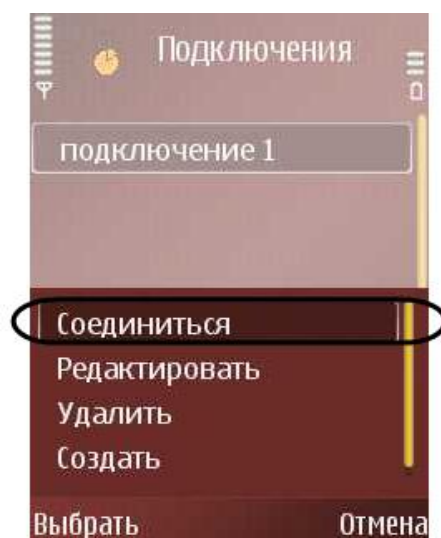 Подключения
подключение 1
Соединиться
Редактировать
Удалить
Создать
Выбрать Отмена